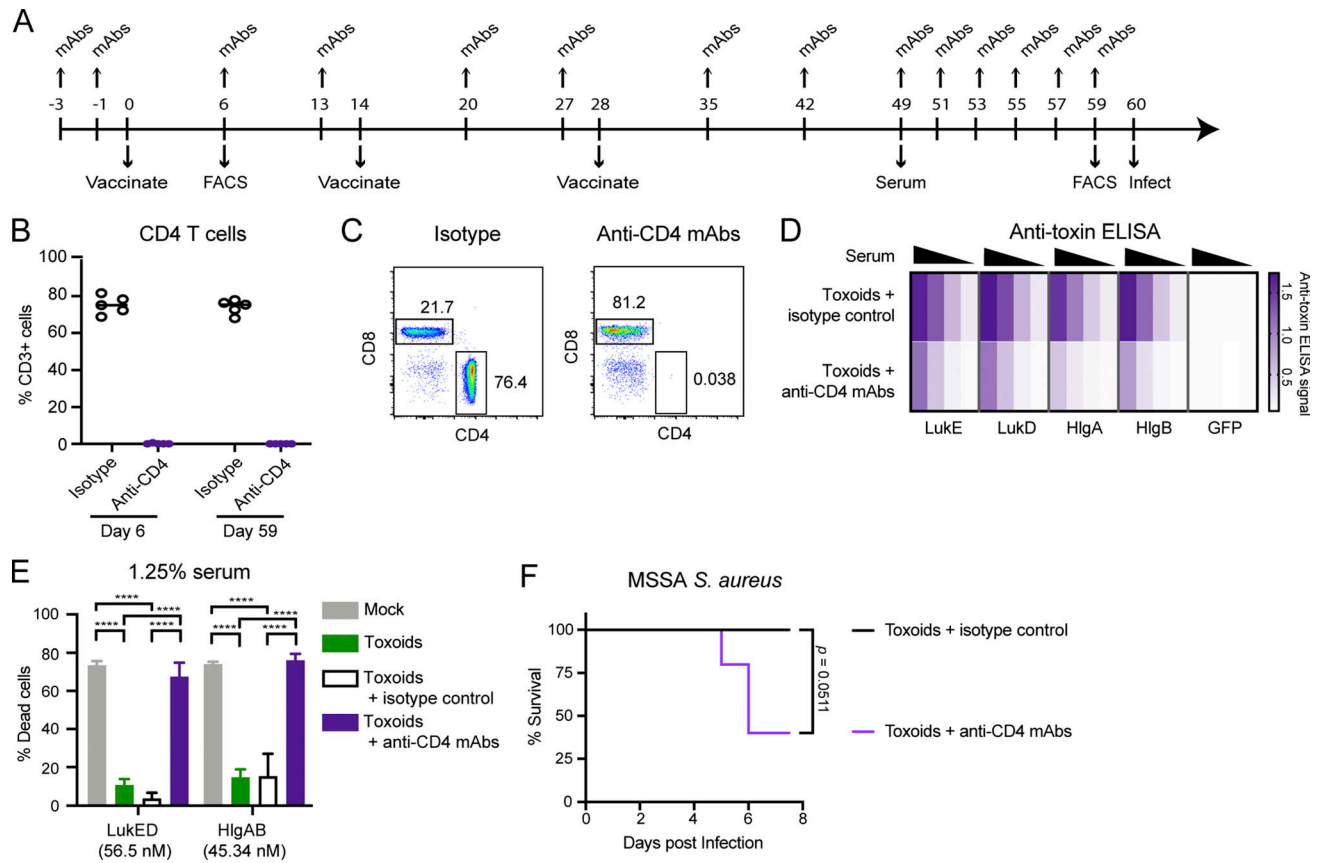 A
mAbs mAbs mAbs mAbs mAbs mAbs mAbs mAbs mAbs mAbs mAbs mAbs mAbs mAbs
-3 -1 0 6 13 14 20 27 28 35 42 49 51 53 55 57 59 60
Vaccinate FACS Vaccinate Vaccinate Serum FACS Infect
B
CD4 T cells
% CD3+ cells
100
80
60
40
20
0
Isotype Anti-CD4 Isotype Anti-CD4
Day 6 Day 59
C
Isotype Anti-CD4 mAbs
CD8
21.7
76.4
CD4
CD8
81.2
0.038
CD4
D
Anti-toxin ELISA
Serum
Toxoids +
isotype control
Toxoids +
anti-CD4 mAbs
LukE LukD HlgA HlgB GFP
1.5
1.0
0.5
Anti-toxin ELISA signal
E
1.25% serum
% Dead cells
100
80
60
40
20
0
**** ****
**** ****
**** **** **** ****
LukED HlgAB
(56.5 nM) (45.34 nM)
Mock
Toxoids
Toxoids
+ isotype control
Toxoids
+ anti-CD4 mAbs
F
MSSA S. aureus
% Survival
100
75
50
25
0
0 2 4 6 8
Days post Infection
p = 0.0511
Toxoids + isotype control
Toxoids + anti-CD4 mAbs